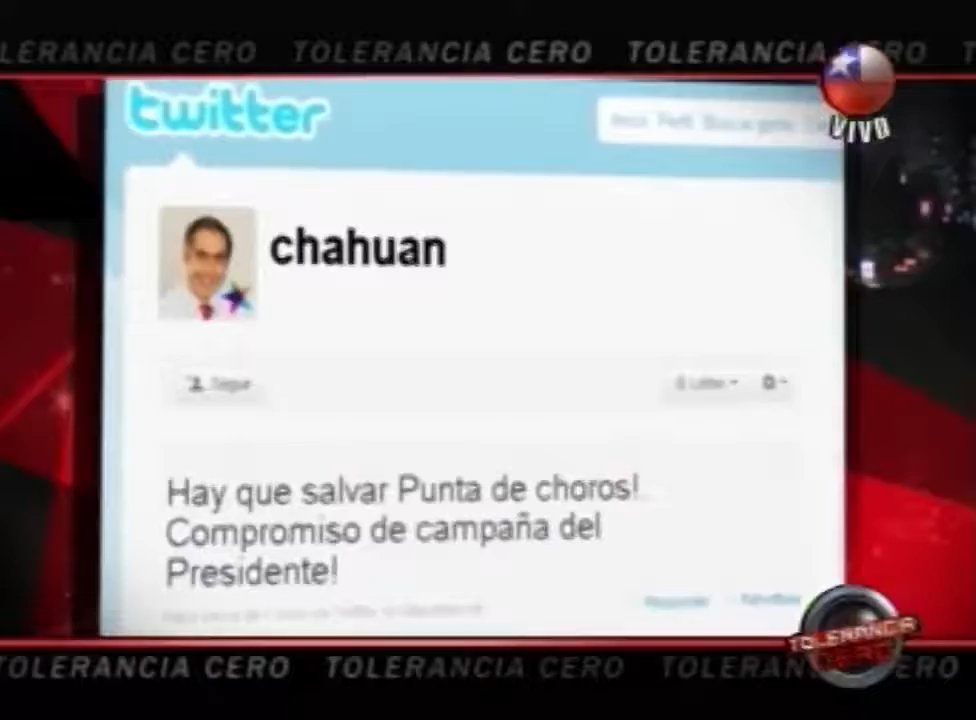 TOLERANCIA CERO TOLERANCIA CERO TOLERANCIA CERO
VIVO
twitter
chahuan
Seguir
Hay que salvar Punta de choros!
Compromiso de campaña del
Presidente!
TOLERANCIA
CERO
TOLERANCIA CERO TOLERANCIA CERO TOLERANCIA CERO